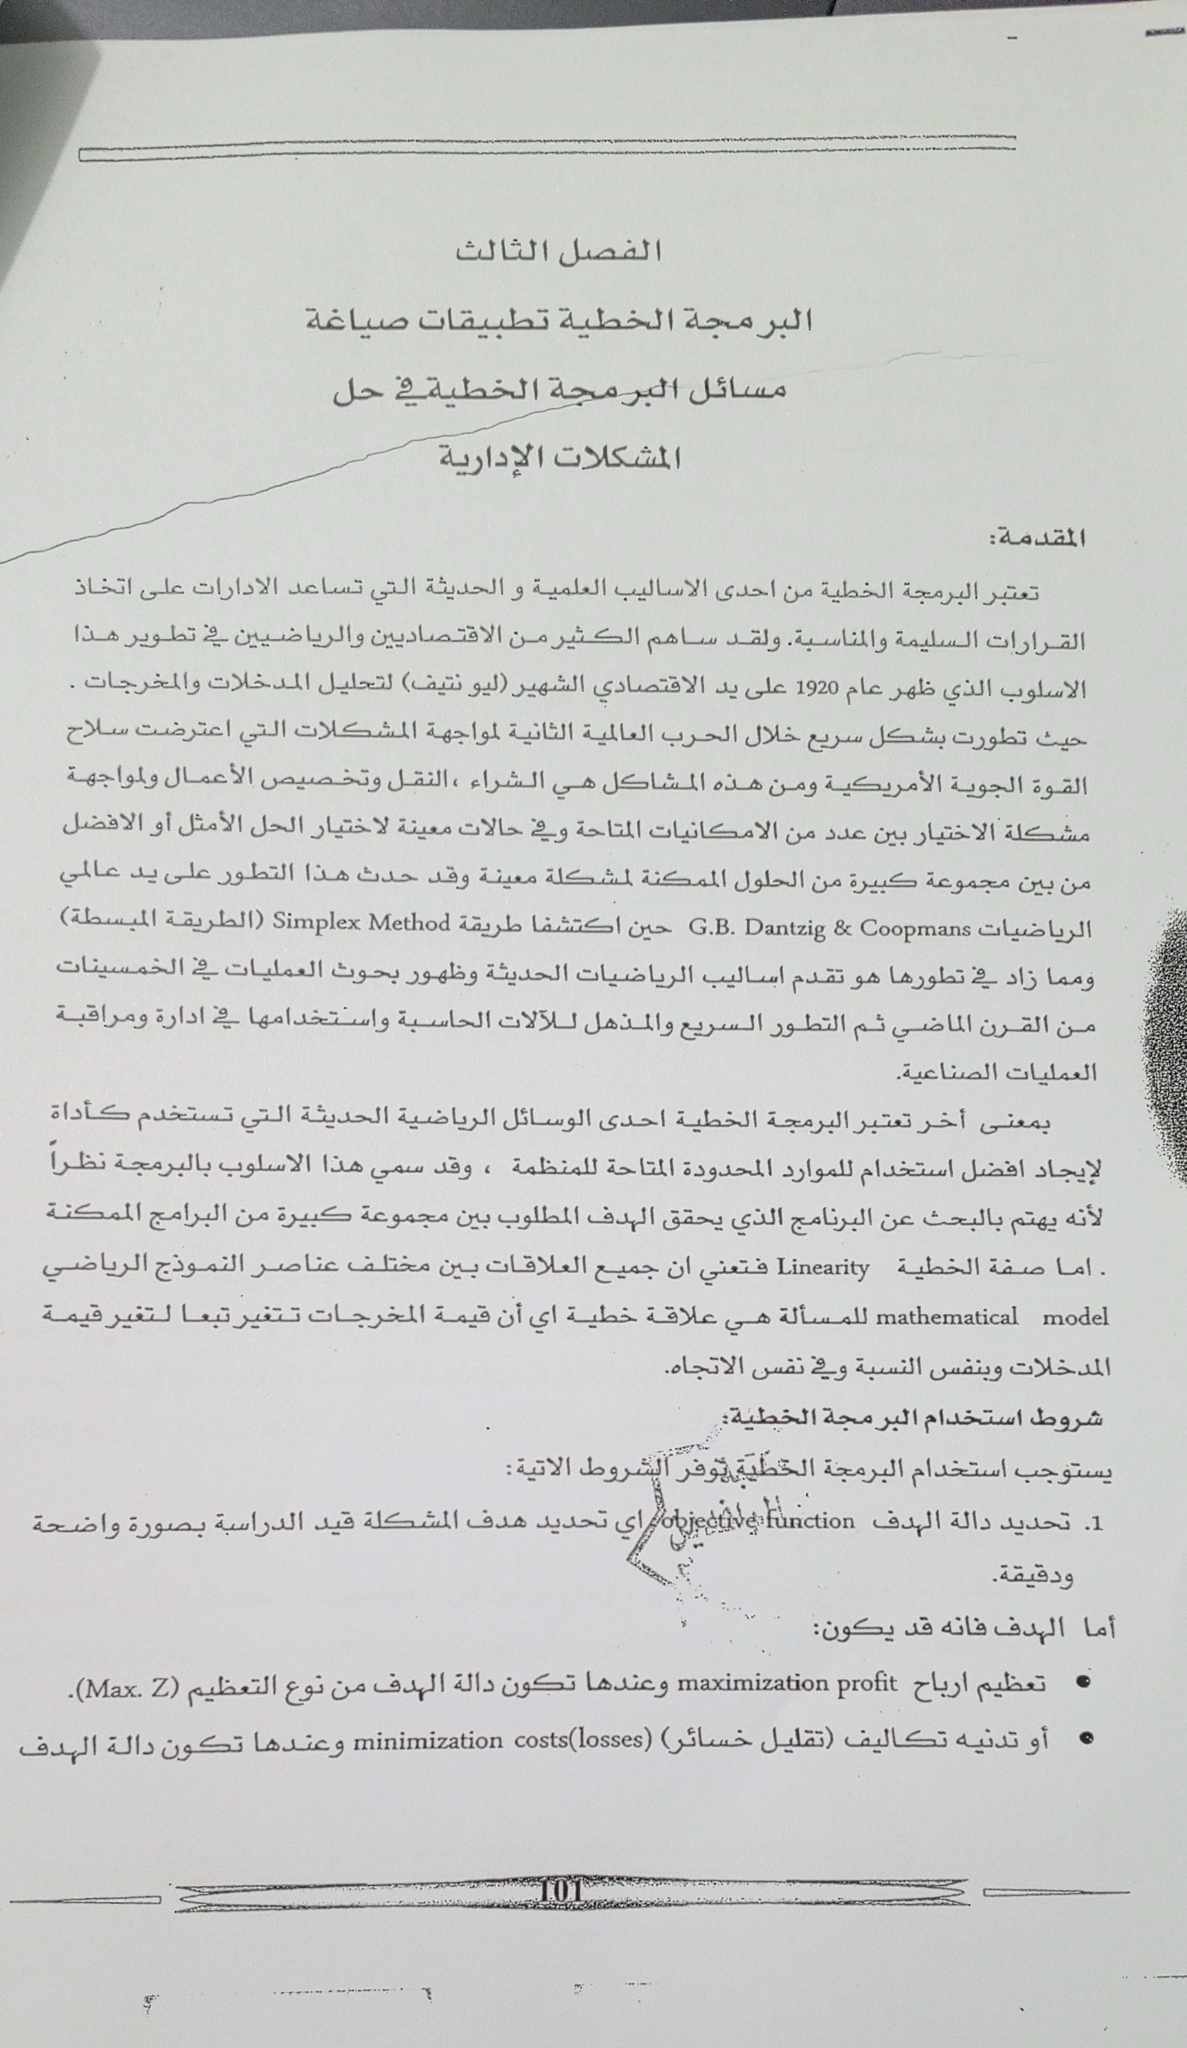 الفصل الثالث
البرمجة الخطية تطبيقات صياغة
مسائل البرمجة الخطية في حل
المشكلات الإدارية
المقدمة:
تعتبر البرمجة الخطية من احدى الاساليب العلمية و الحديثة التي تساعد الادارات على اتخاذ
القرارات السليمة والمناسبة. ولقد ساهم الكثير من الاقتصاديين والرياضيين في تطوير هذا
الاسلوب الذي ظهر عام 1920 على يد الاقتصادي الشهير (ليو نتيف) لتحليل المدخلات والمخرجات .
حيث تطورت بشكل سريع خلال الحرب العالمية الثانية لمواجهة المشكلات التي اعترضت سلاح
القوة الجوية الأمريكية ومن هذه المشاكل هي الشراء ، النقل وتخصيص الأعمال ولمواجهة
مشكلة الاختيار بين عدد من الامكانيات المتاحة وفي حالات معينة لاختيار الحل الأمثل أو الافضل
من بين مجموعة كبيرة من الحلول الممكنة لمشكلة معينة وقد حدث هذا التطور على يد عالمي
الرياضيات G.B. Dantzig & Coopmans حين اكتشفا طريقة Simplex Method (الطريقة المبسطة)
ومما زاد في تطورها هو تقدم اساليب الرياضيات الحديثة وظهور بحوث العمليات في الخمسينات
من القرن الماضي ثم التطور السريع والمذهل للآلات الحاسبة واستخدامها في ادارة ومراقبة
العمليات الصناعية.
بمعنى أخر تعتبر البرمجة الخطية احدى الوسائل الرياضية الحديثة التي تستخدم كأداة
لإيجاد افضل استخدام للموارد المحدودة المتاحة للمنظمة ، وقد سمي هذا الاسلوب بالبرمجة نظراً
لأنه يهتم بالبحث عن البرنامج الذي يحقق الهدف المطلوب بين مجموعة كبيرة من البرامج الممكنة
. اما صفة الخطية Linearity فتعني ان جميع العلاقات بين مختلف عناصر النموذج الرياضي
mathematical model للمسألة هي علاقة خطية اي أن قيمة المخرجات تتغير تبعا لتغير قيمة
المدخلات وبنفس النسبة وفي نفس الاتجاه.
شروط استخدام البرمجة الخطية:
يستوجب استخدام البرمجة الخطية توفر الشروط الاتية:
1. تحديد دالة الهدف objective function اي تحديد هدف المشكلة قيد الدراسة بصورة واضحة
ودقيقة.
أما الهدف فانه قد يكون:
• تعظيم ارباح maximization profit وعندها تكون دالة الهدف من نوع التعظيم (Max. Z).
• أو تدنيه تكاليف (تقليل خسائر) minimization costs(losses) وعندها تكون دالة الهدف
101